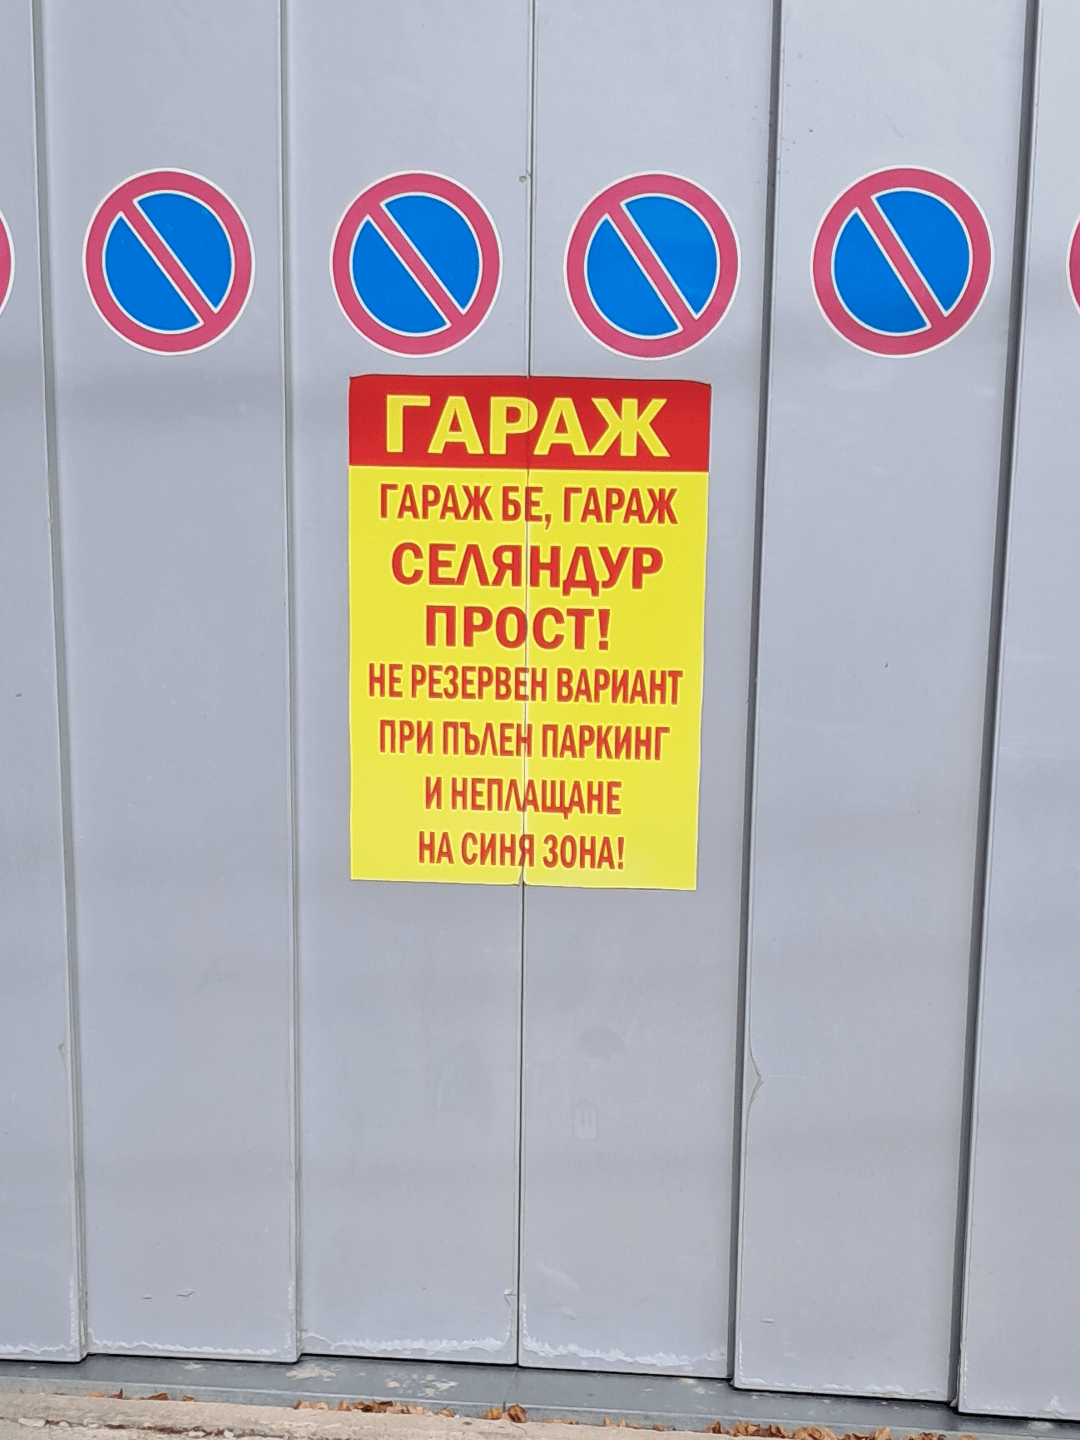 ГАРАЖ
ГАРАЖ БЕ, ГАРАЖ
СЕЛЯНДУР
ПРОСТ!
НЕ РЕЗЕРВЕН ВАРИАНТ
ПРИ ПЪЛЕН ПАРКИНГ
И НЕПЛАЩАНЕ
НА СИНЯ ЗОНА!